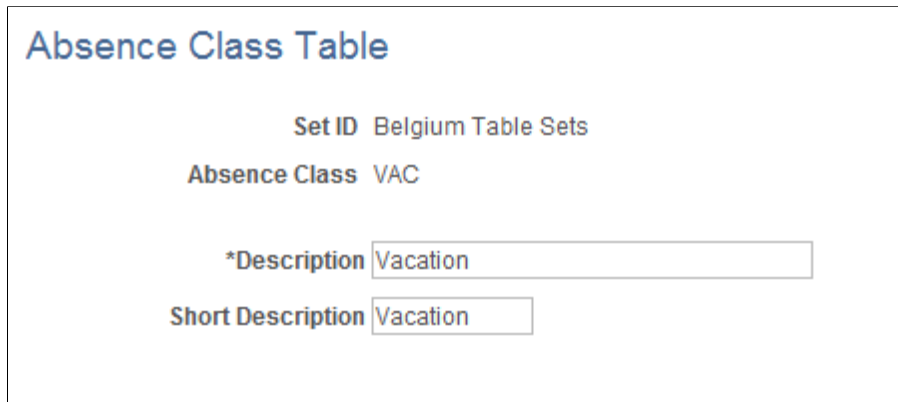 Absence Class Table
Set ID Belgium Table Sets
Absence Class VAC
*Description Vacation
Short Description Vacation